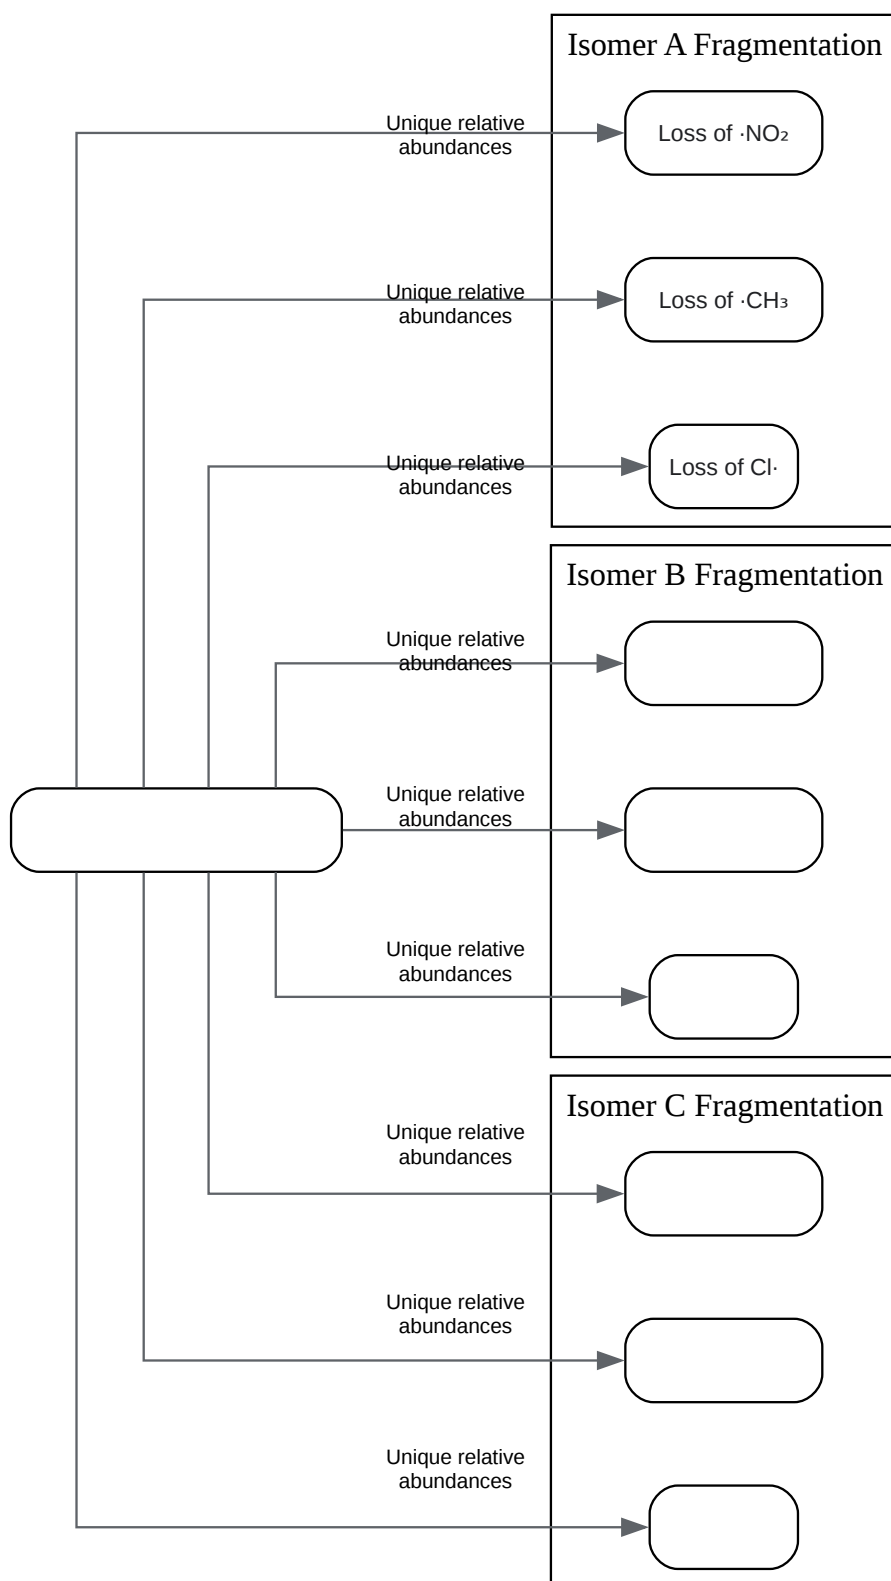 Isomer A Fragmentation
Unique relative
abundances
Loss of ·NO₂
Unique relative
abundances
Loss of ·CH₃
Unique relative
abundances
Loss of Cl·
Isomer B Fragmentation
Unique relative
abundances
Unique relative
abundances
Unique relative
abundances
Isomer C Fragmentation
Unique relative
abundances
Unique relative
abundances
Unique relative
abundances